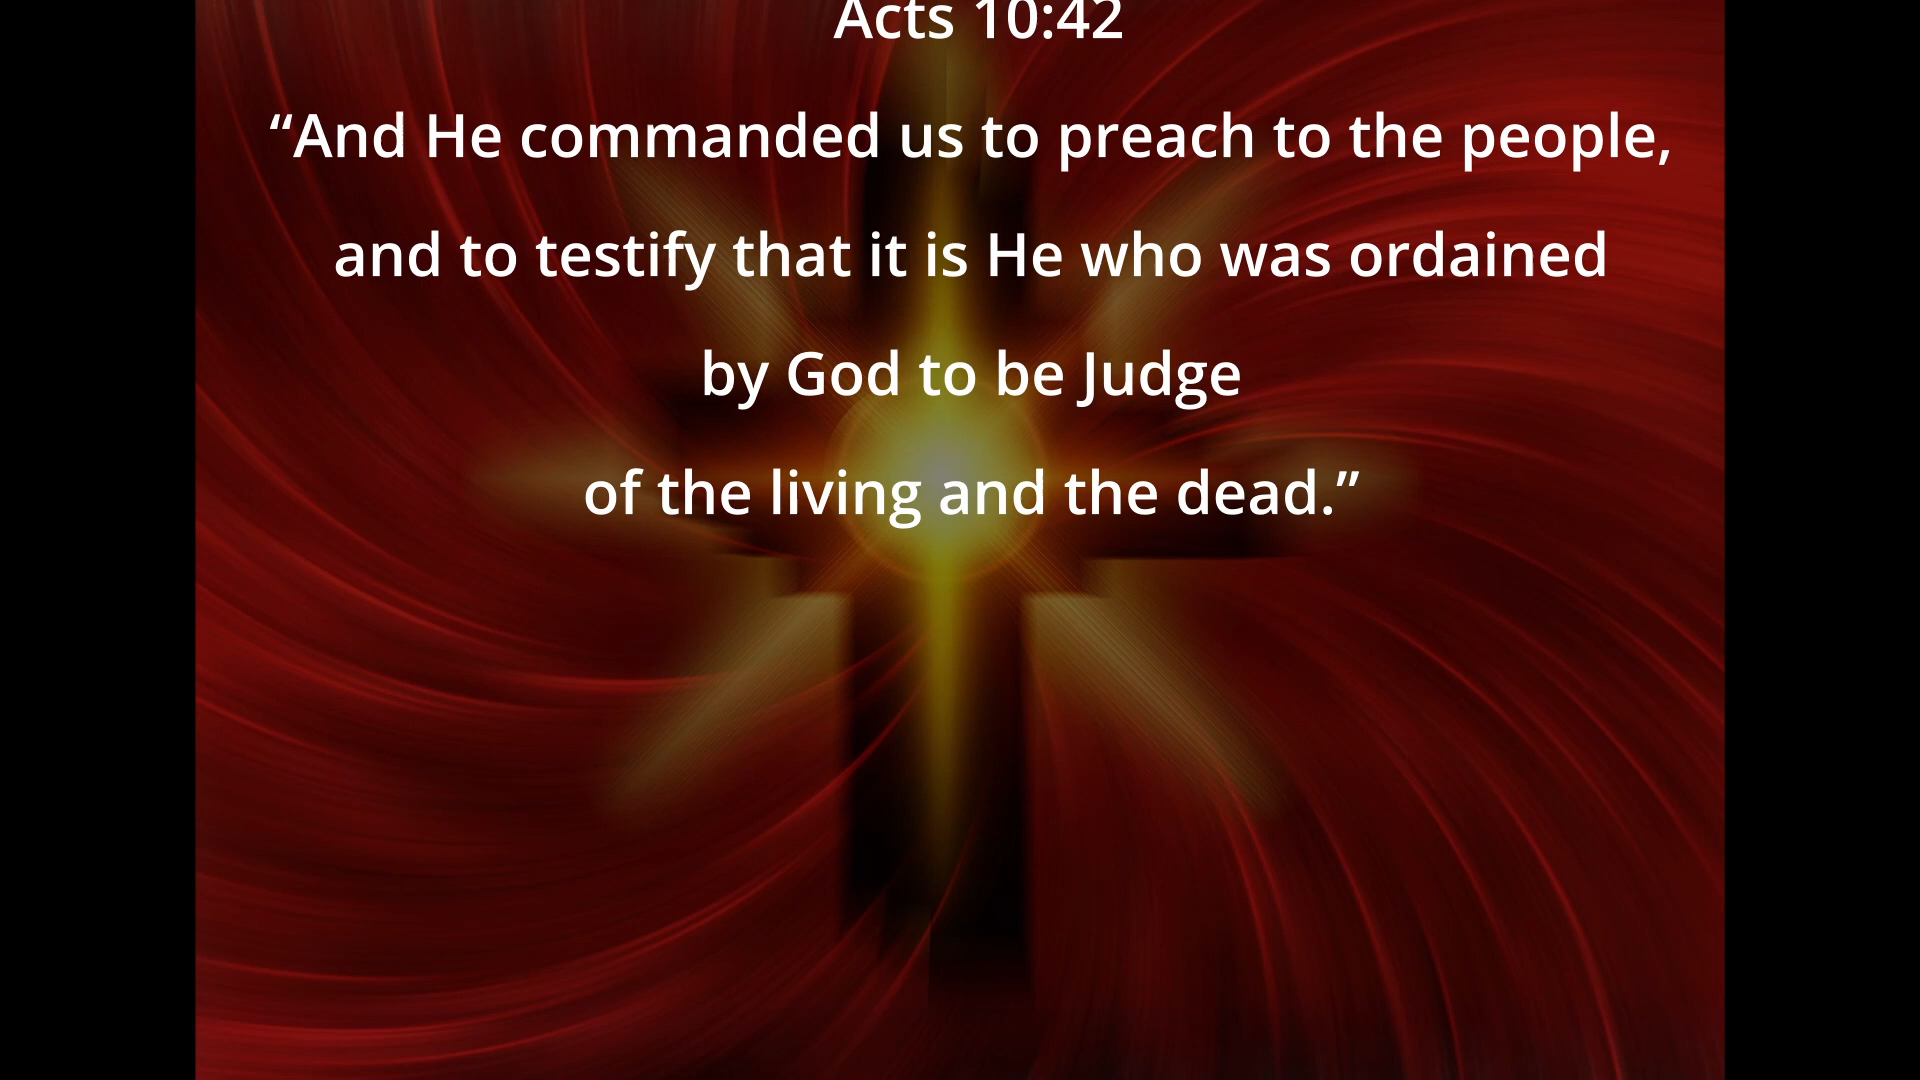 Acts 10:42
“And He commanded us to preach to the people,
and to testify that it is He who was ordained
by God to be Judge
of the living and the dead.”